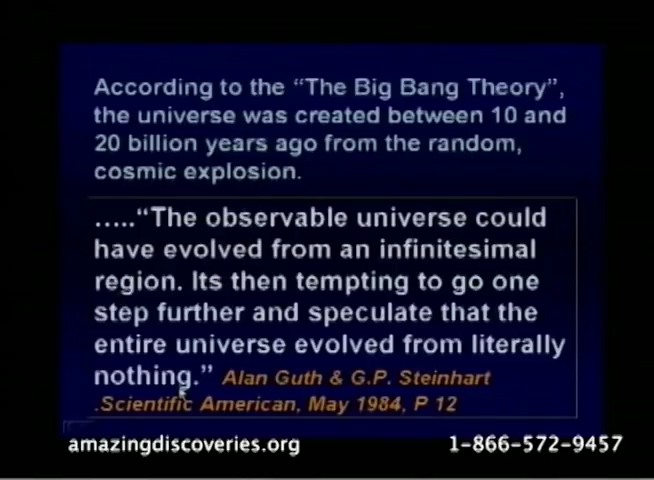 According to the “The Big Bang Theory”,
the universe was created between 10 and
20 billion years ago from the random,
cosmic explosion.
.....“The observable universe could
have evolved from an infinitesimal
region. Its then tempting to go one
step further and speculate that the
entire universe evolved from literally
nothing.” Alan Guth & G.P. Steinhart
.Scientific American, May 1984, P 12
amazingdiscoveries.org 1-866-572-9457